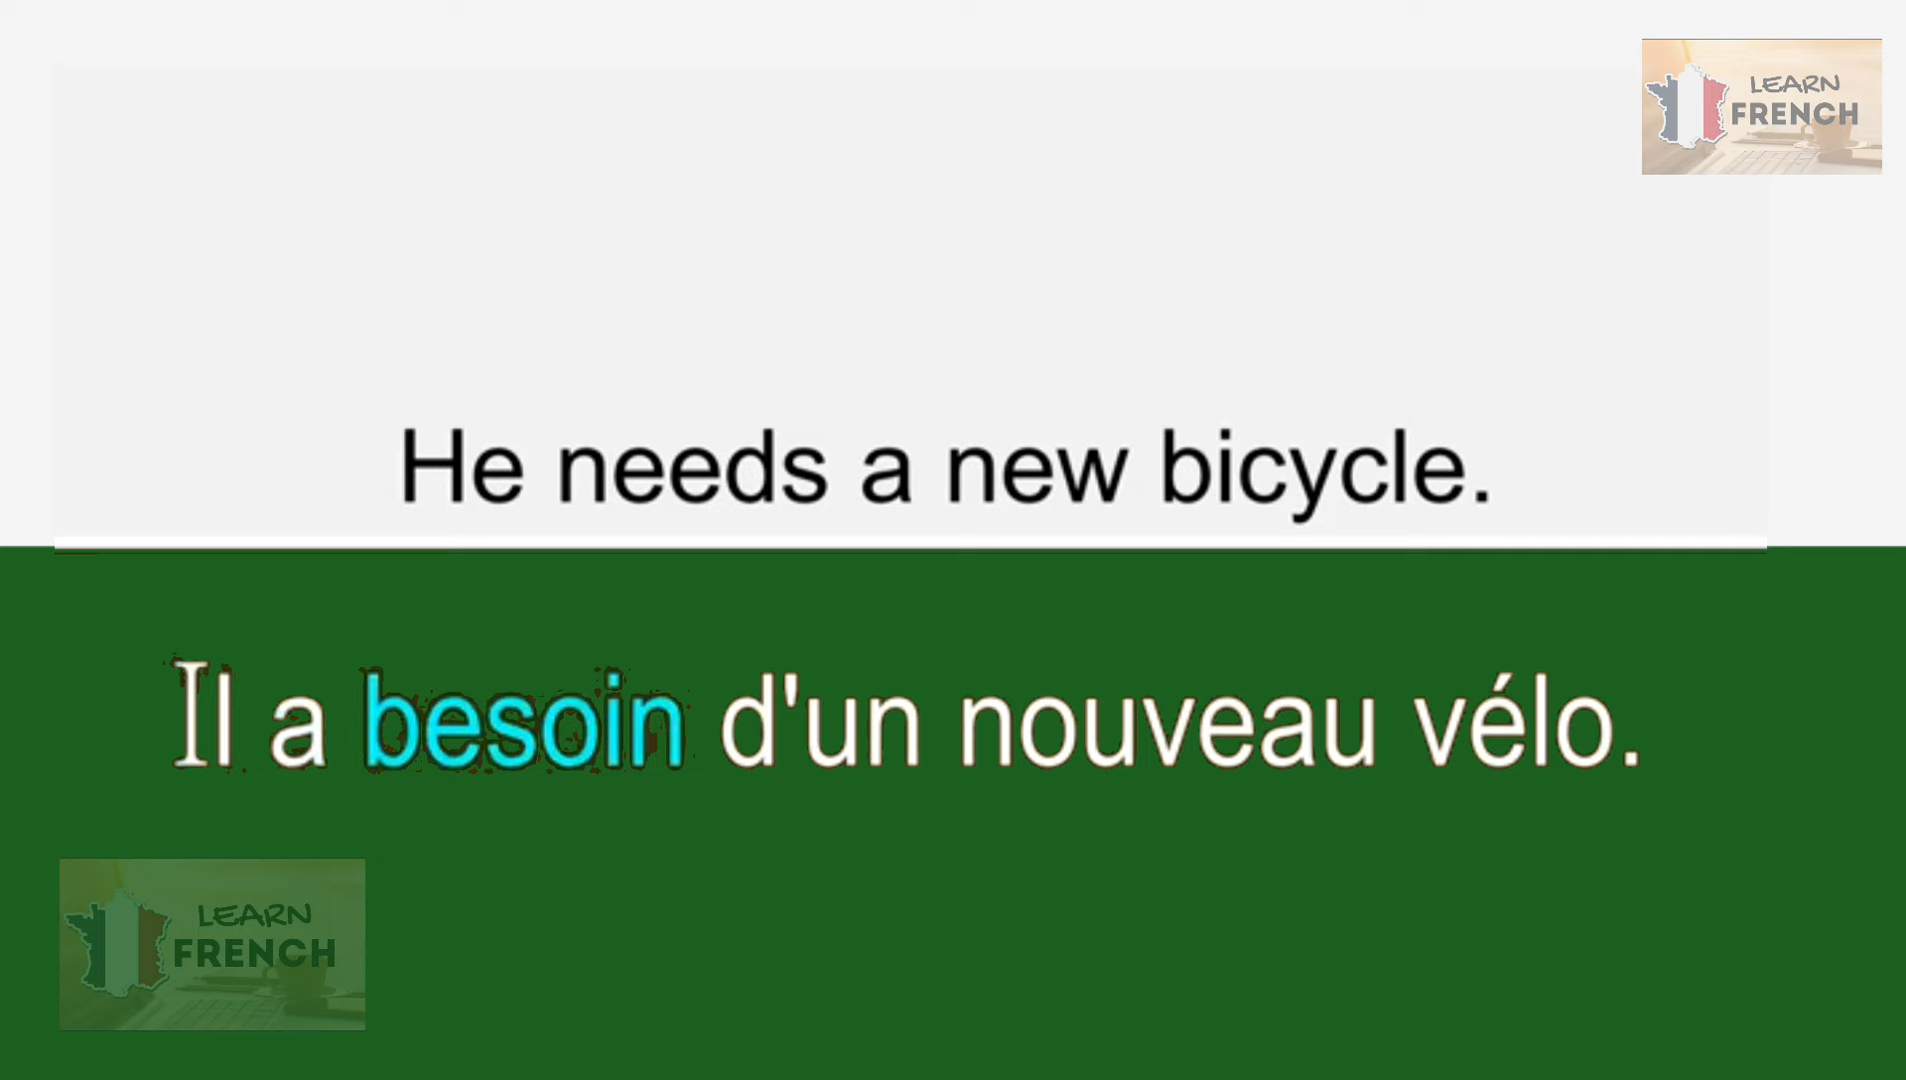 LEARN
FRENCH
He needs a new bicycle.
Il a besoin d'un nouveau vélo.
LEARN
FRENCH